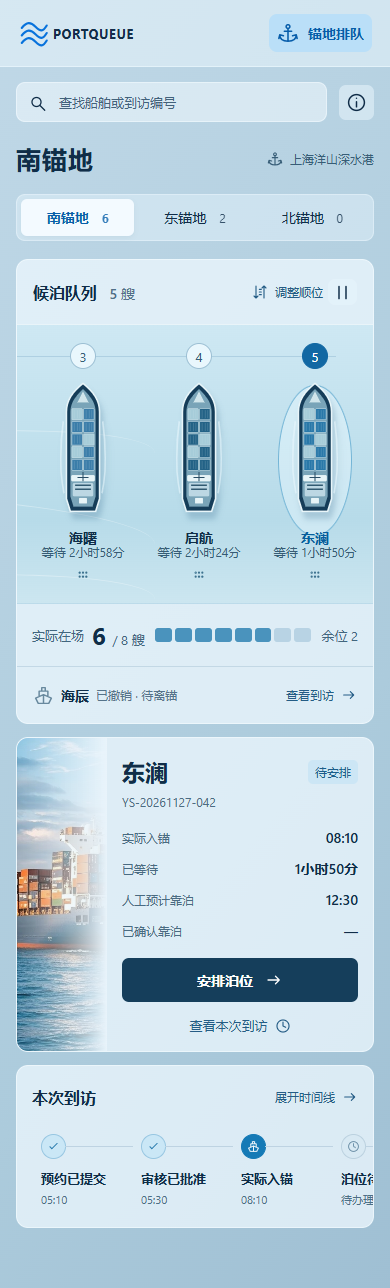 PORTQUEUE
锚地排队
查找船舶或到访编号
南锚地
上海洋山深水港
南锚地 6 东锚地 2 北锚地 0
候泊队列 5 艘 调整顺位
3 4 5
海曙 启航 东澜
等待 2小时58分 等待 2小时24分 等待 1小时50分
实际在场 6 / 8 艘 余位 2
海辰 已撤销 · 待离锚 查看到访
东澜 待安排
YS-20261127-042
实际入锚 08:10
已等待 1小时50分
人工预计靠泊 12:30
已确认靠泊 —
安排泊位
查看本次到访
本次到访 展开时间线
预约已提交 审核已批准 实际入锚 泊位待
05:10 05:30 08:10 待办理